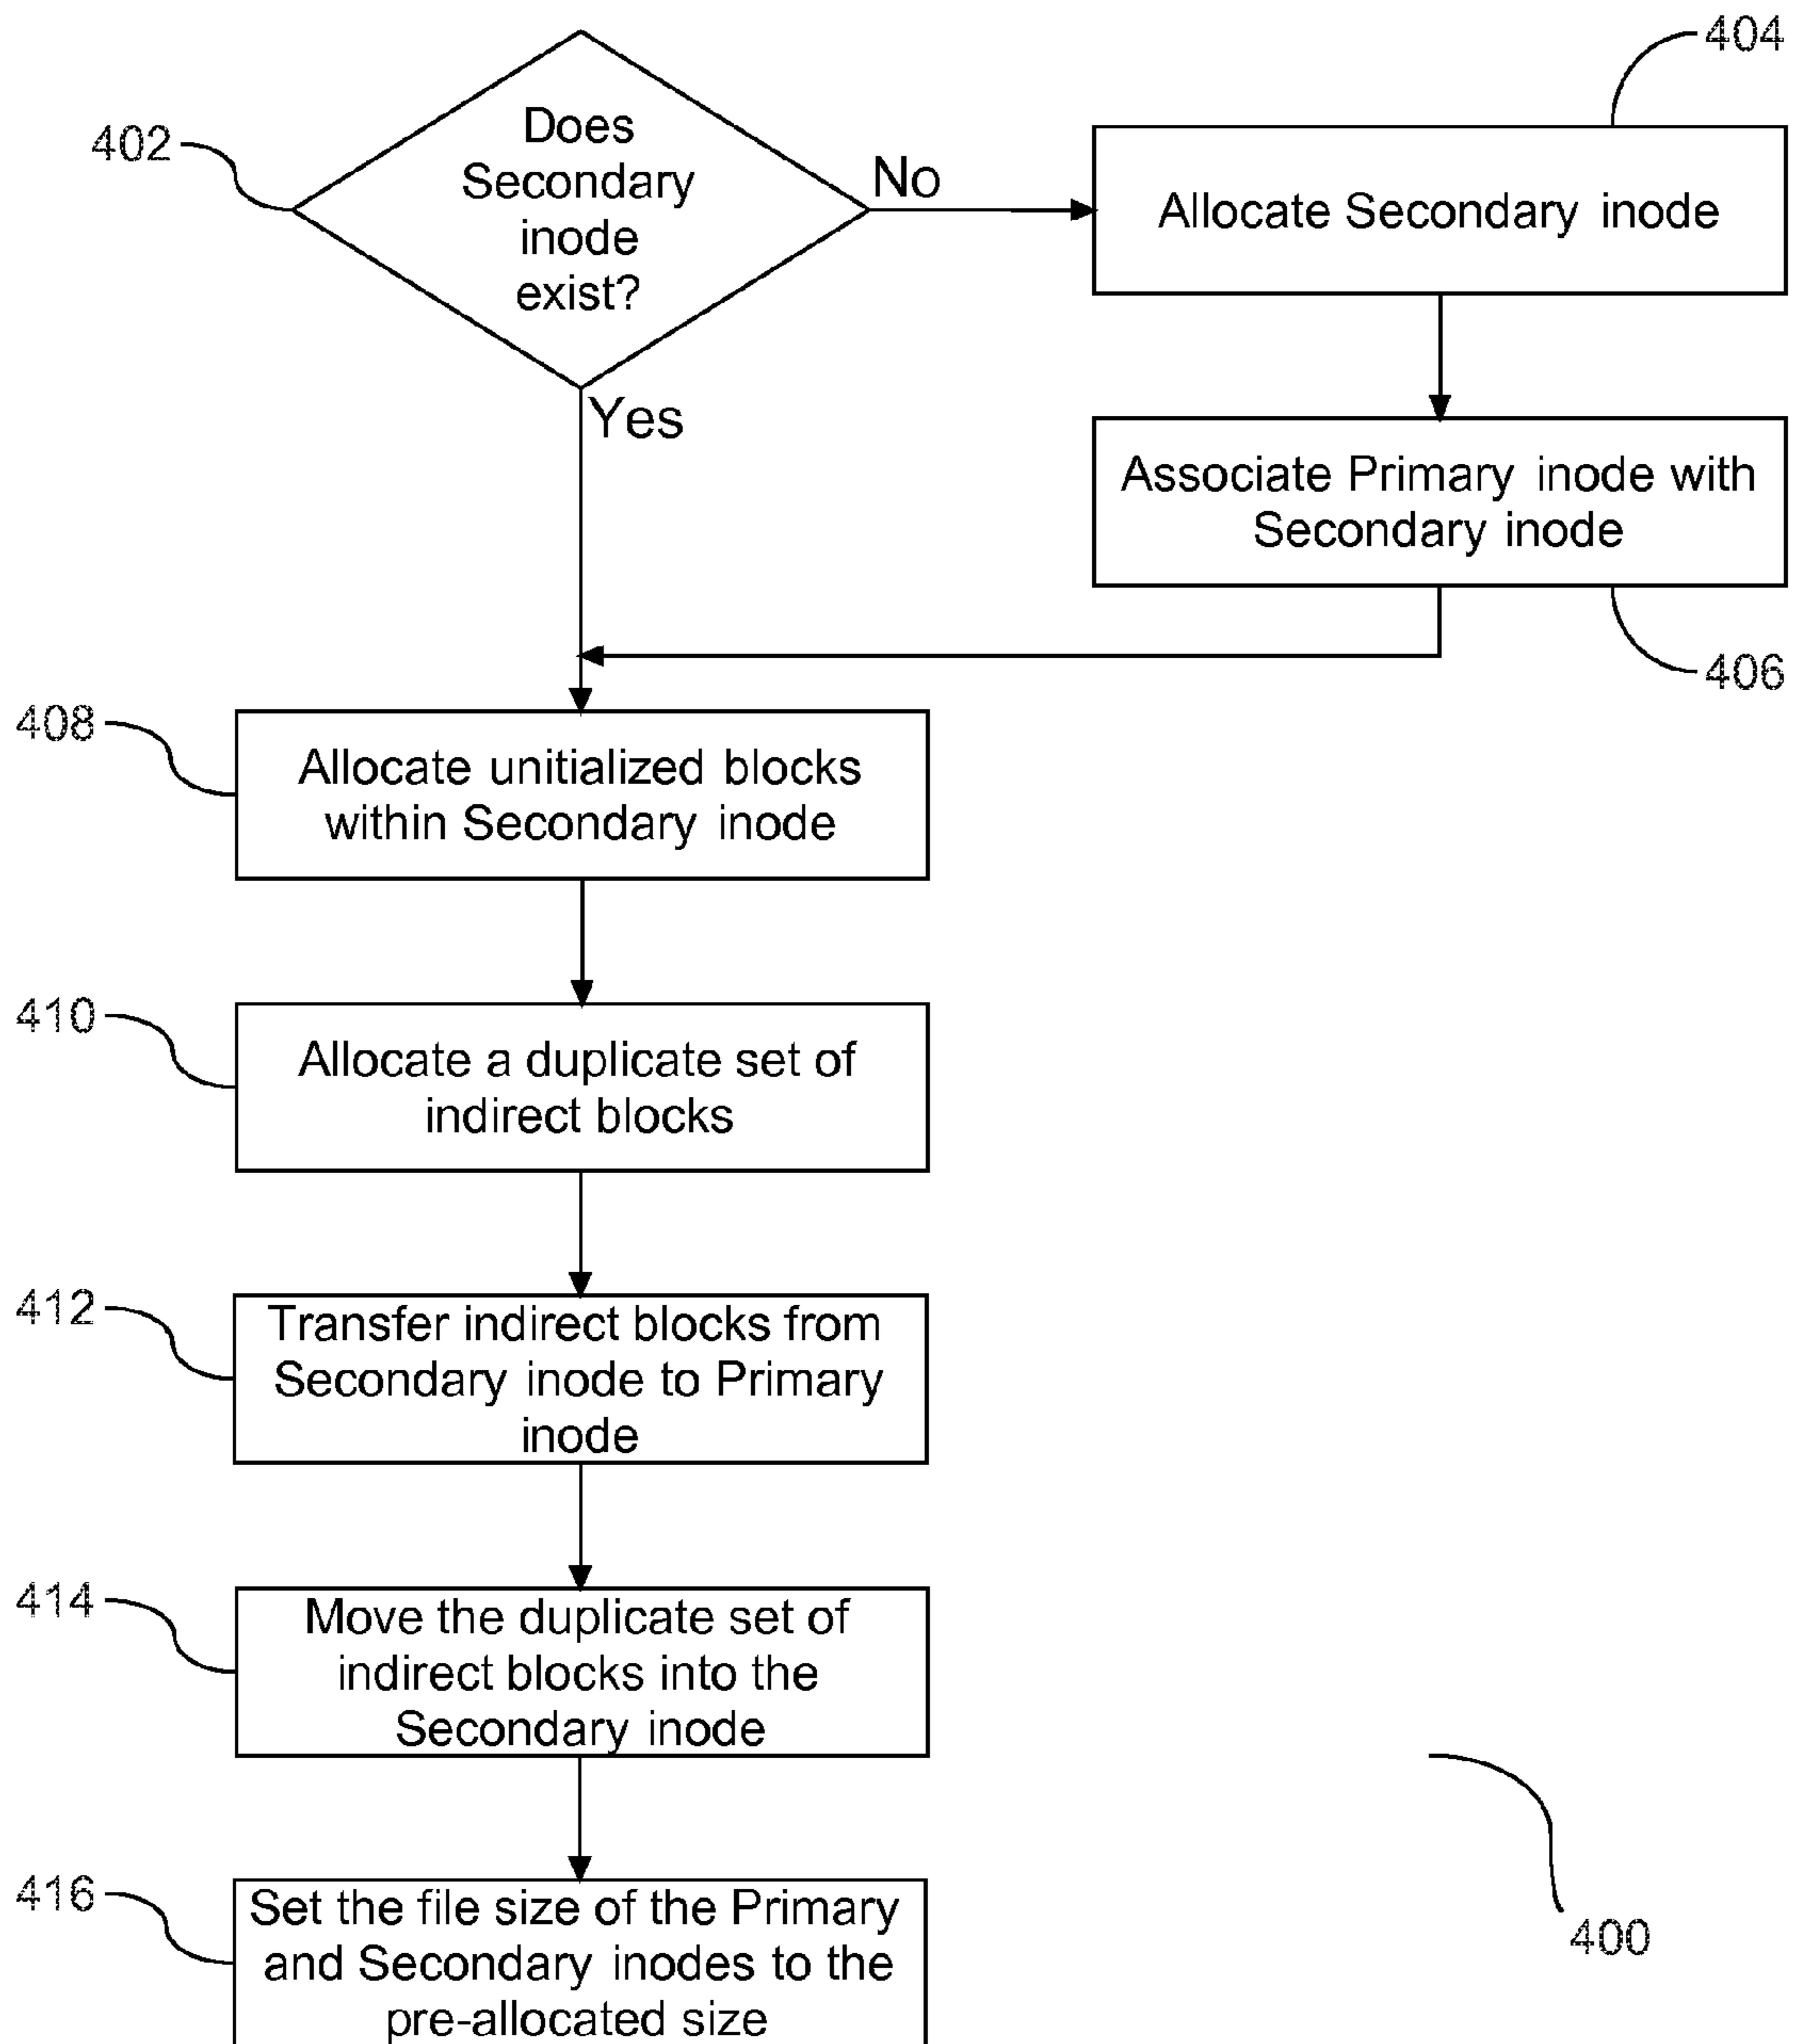 404
402
Does
Secondary
inode
exist?
No
Allocate Secondary inode
Yes
Associate Primary inode with
Secondary inode
406
408
Allocate unitialized blocks
within Secondary inode
410
Allocate a duplicate set of
indirect blocks
412
Transfer indirect blocks from
Secondary inode to Primary
inode
414
Move the duplicate set of
indirect blocks into the
Secondary inode
416
Set the file size of the Primary
and Secondary inodes to the
pre-allocated size
400